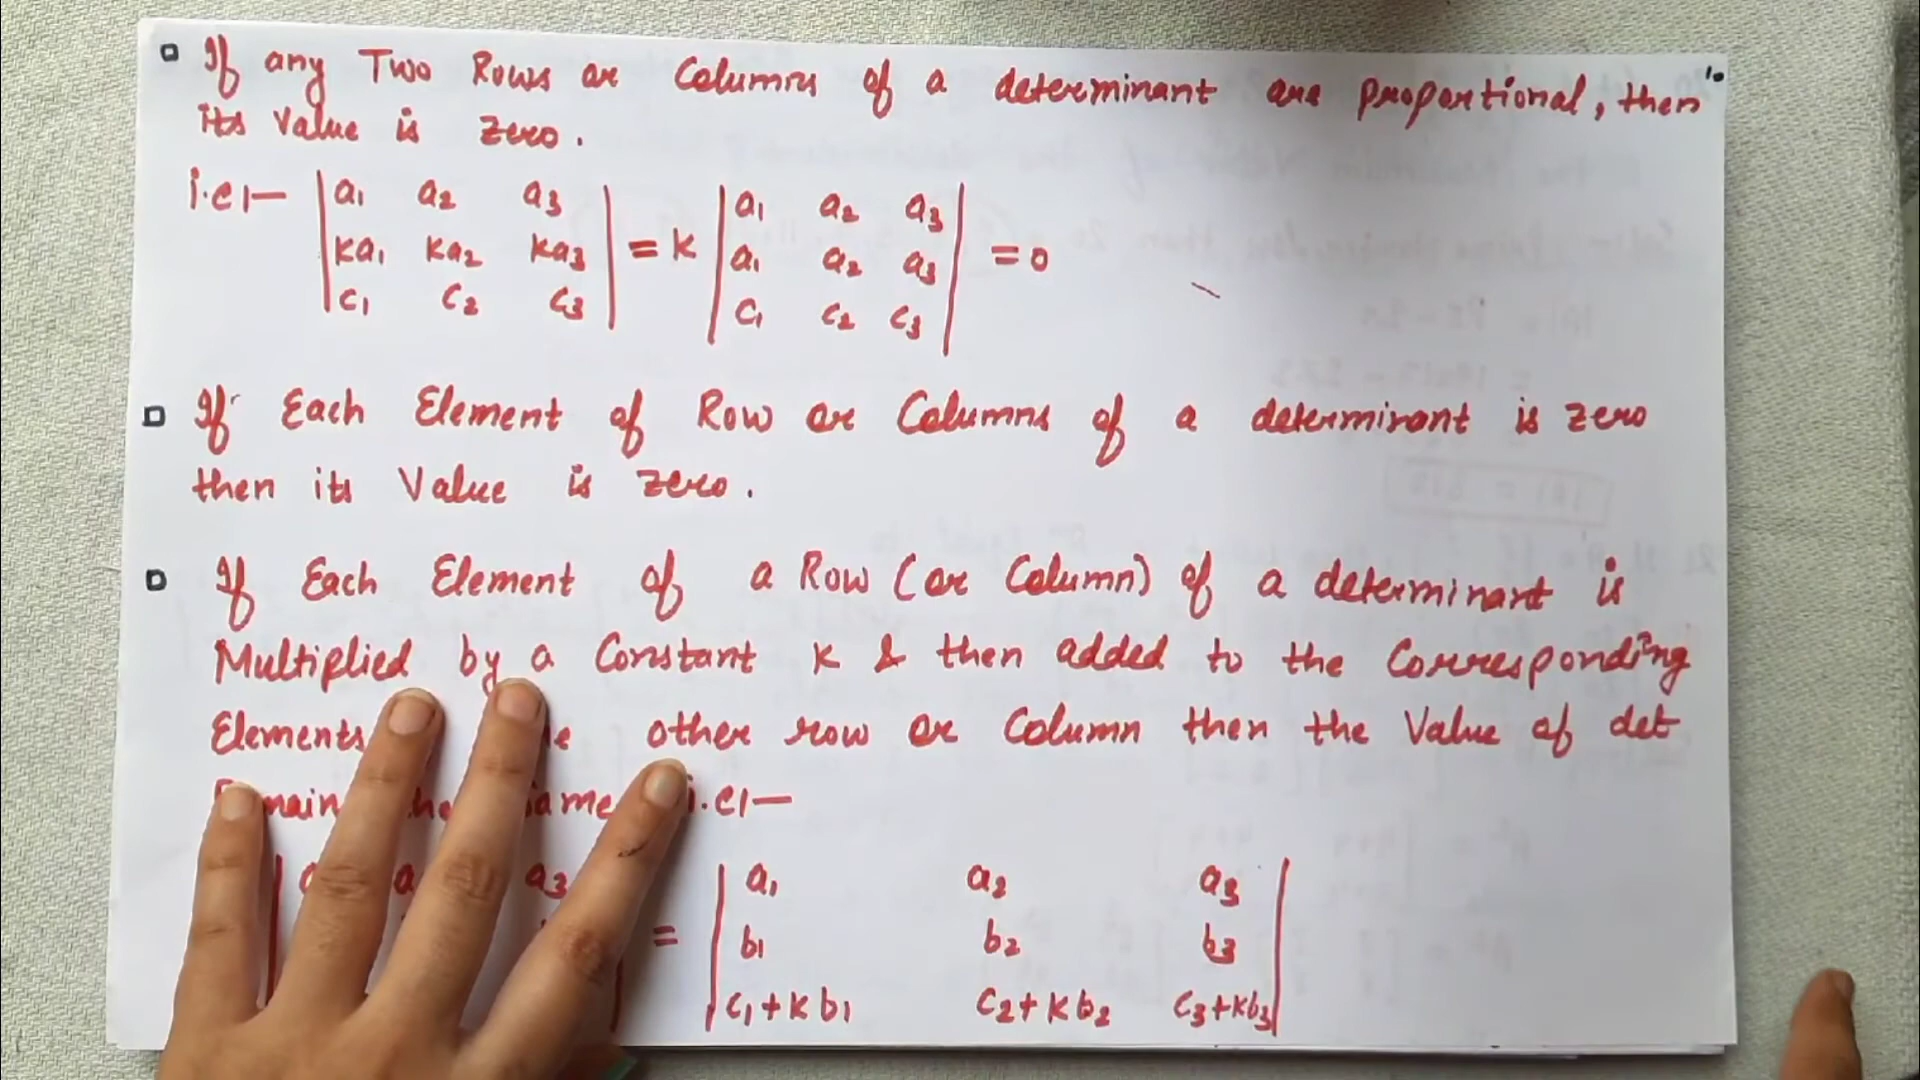 If any Two Rows or Columns of a determinant are proportional, then
its Value is zero.
i.e:- | a1 a2 a3 | = K | a1 a2 a3 | = 0
| Ka1 Ka2 Ka3 | | a1 a2 a3 |
| c1 c2 c3 | | c1 c2 c3 |
If Each Element of Row or Columns of a determinant is zero
then its Value is zero.
If Each Element of a Row (or Column) of a determinant is
Multiplied by a Constant K & then added to the Corresponding
Elements other row or Column then the Value of det
same i.e:-
a3 | a1 a2 a3 |
= | b1 b2 b3 |
| c1+Kb1 c2+Kb2 c3+Kb3 |